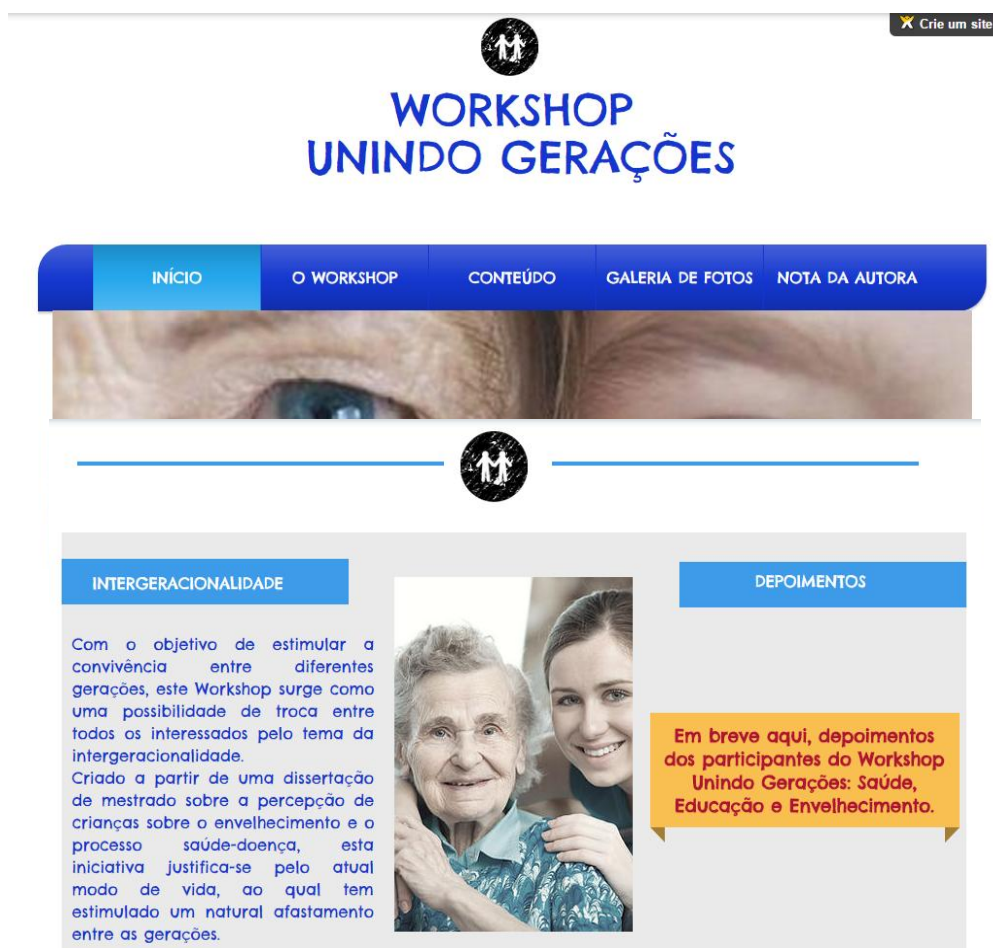 Crie um site
WORKSHOP
UNINDO GERAÇÕES
INÍCIO
O WORKSHOP
CONTEÚDO
GALERIA DE FOTOS
NOTA DA AUTORA
INTERGERACIONALIDADE
Com o objetivo de estimular a
convivência entre diferentes
gerações, este Workshop surge como
uma possibilidade de troca entre
todos os interessados pelo tema da
intergeracionalidade.
Criado a partir de uma dissertação
de mestrado sobre a percepção de
crianças sobre o envelhecimento e o
processo saúde-doença, esta
iniciativa justifica-se pelo atual
modo de vida, ao qual tem
estimulado um natural afastamento
entre as gerações.
DEPOIMENTOS
Em breve aqui, depoimentos
dos participantes do Workshop
Unindo Gerações: Saúde,
Educação e Envelhecimento.